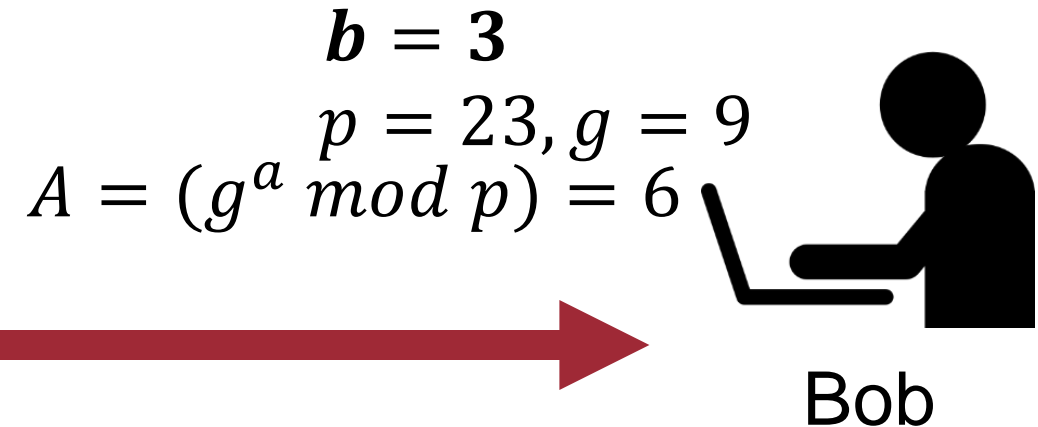 b = 3
p = 23, g = 9
A = (g^a mod p) = 6
Bob